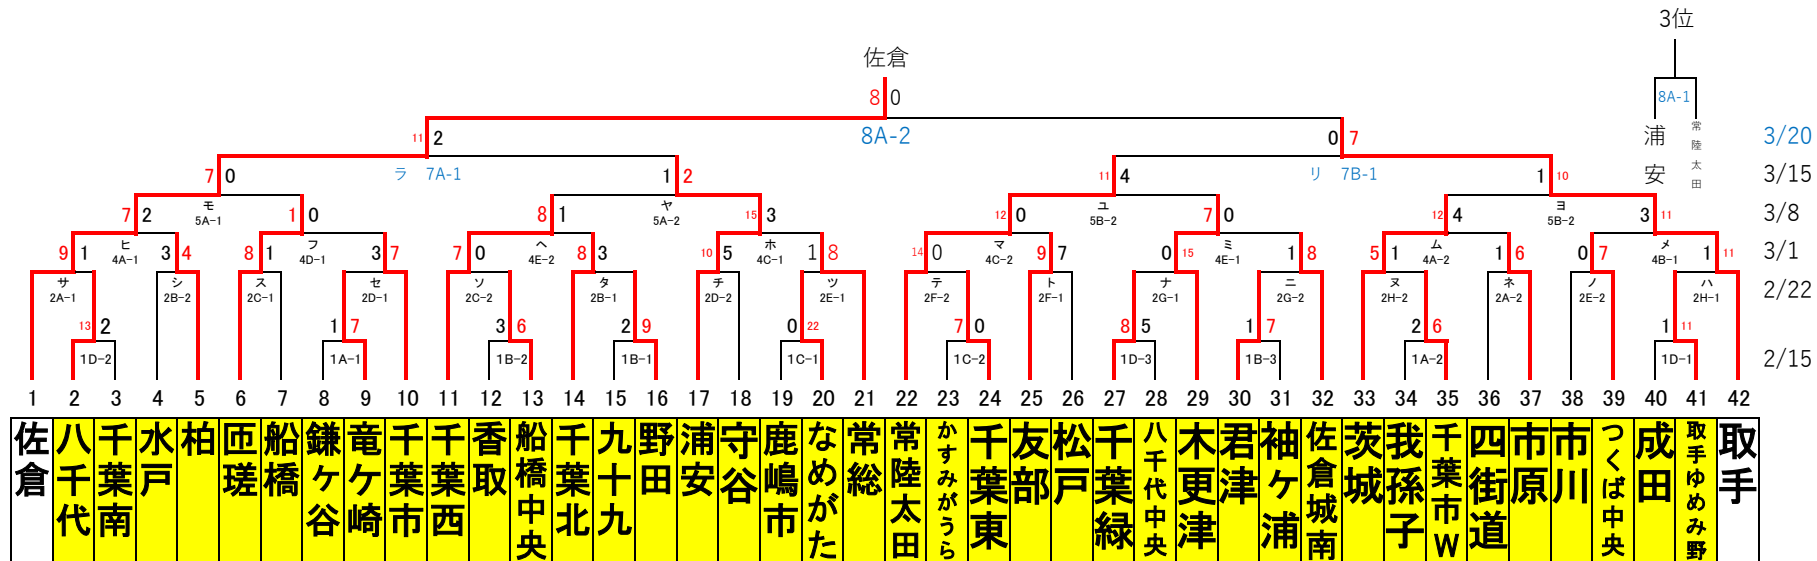 3位
佐倉
8 0
8A-1
11 2
8A-2
0 7
浦安
常陸太田
3/20
7 0
ラ 7A-1
1 2
11 4
リ 7B-1
1 10
3/15
7 2
モ
5A-1
1 0
8 1
ヤ
5A-2
15 3
12 0
ユ
5B-2
7 0
12 4
ヨ
5B-2
3 11
3/8
9 1
ヒ
4A-1
3 4
8 1
フ
4D-1
3 7
7 0
ヘ
4E-2
8 3
10 5
ホ
4C-1
1 8
14 0
マ
4C-2
9 7
0 15
ミ
4E-1
1 8
5 1
ム
4A-2
1 6
0 7
メ
4B-1
1 11
3/1
サ
2A-1
シ
2B-2
ス
2C-1
セ
2D-1
ソ
2C-2
タ
2B-1
チ
2D-2
ツ
2E-1
テ
2F-2
ト
2F-1
ナ
2G-1
ニ
2G-2
ヌ
2H-2
ネ
2A-2
ノ
2E-2
ハ
2H-1
2/22
13 2
1 7
3 6
2 9
0 22
7 0
8 5
1 7
2 6
1 11
1D-2
1A-1
1B-2
1B-1
1C-1
1C-2
1D-3
1B-3
1A-2
1D-1
2/15
1 2 3 4 5 6 7 8 9 10 11 12 13 14 15 16 17 18 19 20 21 22 23 24 25 26 27 28 29 30 31 32 33 34 35 36 37 38 39 40 41 42
佐倉
八千代
千葉南
水戸
柏
匝瑳
船橋
鎌ヶ谷
竜ケ崎
千葉市
千葉西
香取
船橋中央
千葉北
九十九
野田
浦安
守谷
鹿嶋市
なめがた
常総
常陸太田
かすみがうら
千葉東
友部
松戸
千葉緑
八千代中央
木更津
君津
袖ヶ浦
佐倉城南
茨城
我孫子
千葉市W
四街道
市原
市川
つくば中央
成田
取手ゆめみ野
取手